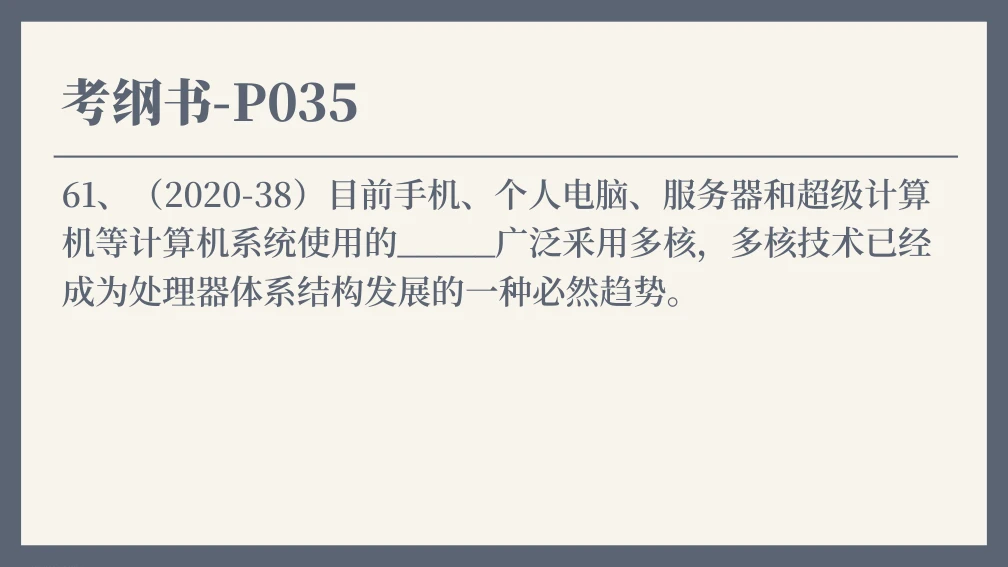 考纲书-P035
61、（2020-38）目前手机、个人电脑、服务器和超级计算
机等计算机系统使用的______广泛采用多核，多核技术已经
成为处理器体系结构发展的一种必然趋势。